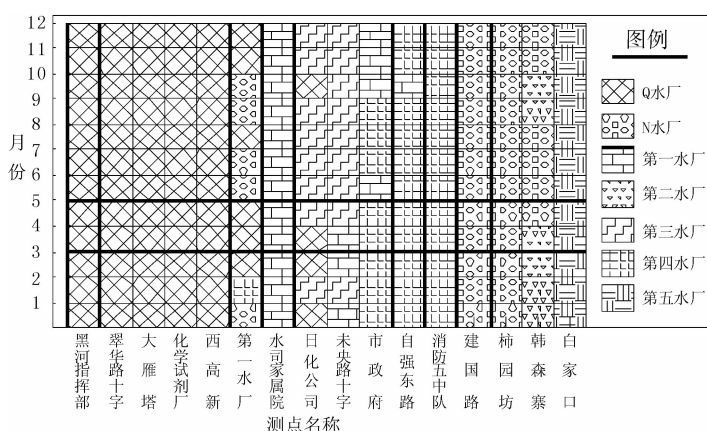 12
11
10
9
8
7
6
5
4
3
2
1
月份
图例
Q水厂
N水厂
第一水厂
第二水厂
第三水厂
第四水厂
第五水厂
黑河指挥部
翠华路十字
大雁塔
化学试剂厂
西高新
第一水厂
水司家属院
日化公司
未央路十字
市政府
自强东路
消防五中队
建国路
柿园坊
韩森寨
白家口
测点名称